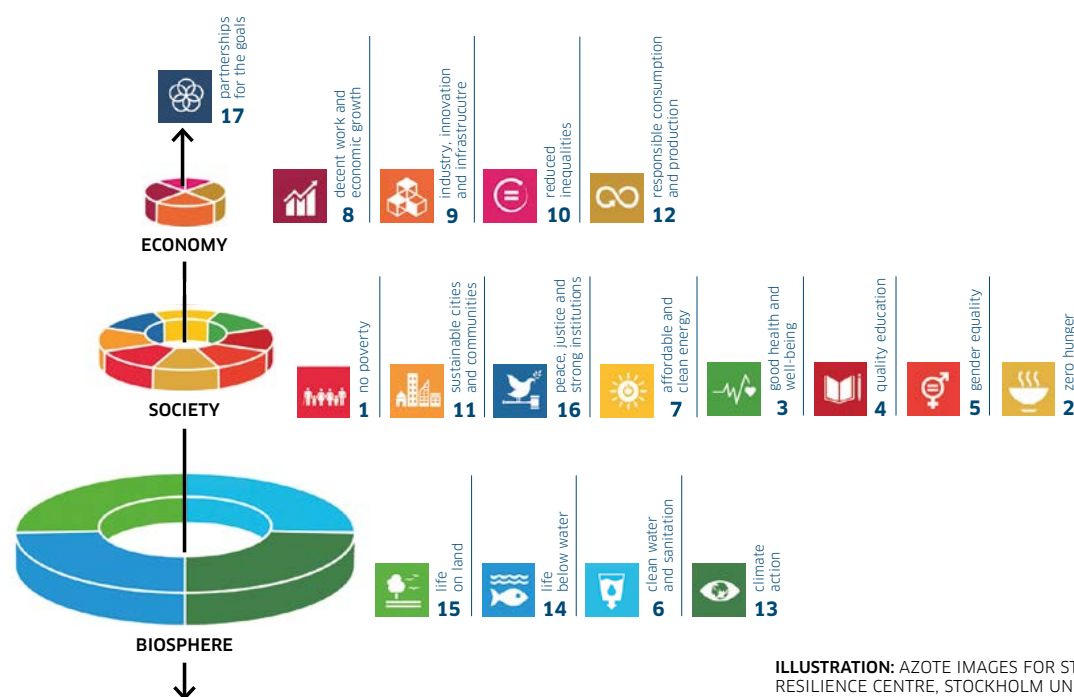 partnerships
for the goals
17
decent work and
economic growth
8
industry, innovation
and infrastrucutre
9
reduced
inequalities
10
responsible consumption
and production
12
ECONOMY
no poverty
1
sustainable cities
and communities
11
peace, justice and
strong institutions
16
affordable and
clean energy
7
good health and
well-being
3
quality education
4
gender equality
5
zero hunger
2
SOCIETY
life
on land
15
life
below water
14
clean water
and sanitation
6
climate
action
13
BIOSPHERE
ILLUSTRATION: AZOTE IMAGES FOR ST
RESILIENCE CENTRE, STOCKHOLM UN